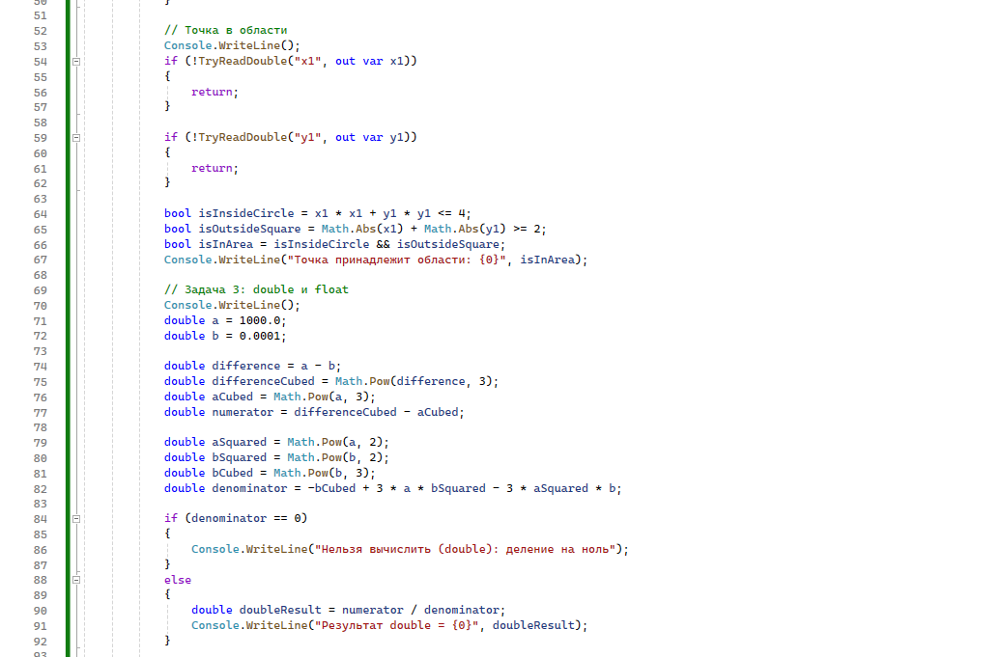 50 }
51
52 // Точка в области
53 Console.WriteLine();
54 if (!TryReadDouble("x1", out var x1))
55 {
56 return;
57 }
58
59 if (!TryReadDouble("y1", out var y1))
60 {
61 return;
62 }
63
64 bool isInsideCircle = x1 * x1 + y1 * y1 <= 4;
65 bool isOutsideSquare = Math.Abs(x1) + Math.Abs(y1) >= 2;
66 bool isInArea = isInsideCircle && isOutsideSquare;
67 Console.WriteLine("Точка принадлежит области: {0}", isInArea);
68
69 // Задача 3: double и float
70 Console.WriteLine();
71 double a = 1000.0;
72 double b = 0.0001;
73
74 double difference = a - b;
75 double differenceCubed = Math.Pow(difference, 3);
76 double aCubed = Math.Pow(a, 3);
77 double numerator = differenceCubed - aCubed;
78
79 double aSquared = Math.Pow(a, 2);
80 double bSquared = Math.Pow(b, 2);
81 double bCubed = Math.Pow(b, 3);
82 double denominator = -bCubed + 3 * a * bSquared - 3 * aSquared * b;
83
84 if (denominator == 0)
85 {
86 Console.WriteLine("Нельзя вычислить (double): деление на ноль");
87 }
88 else
89 {
90 double doubleResult = numerator / denominator;
91 Console.WriteLine("Результат double = {0}", doubleResult);
92 }
93